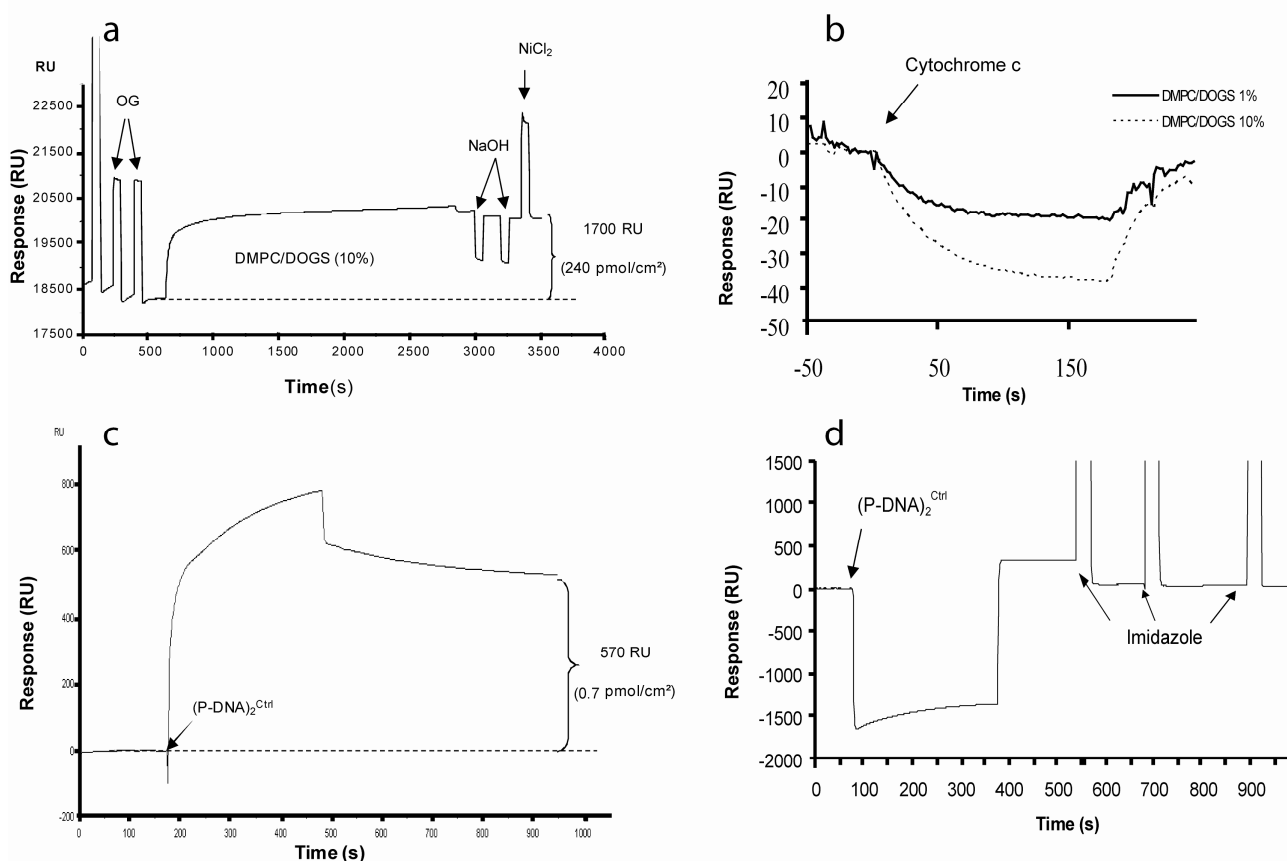 a
RU
Response (RU)
22500
21500
20500
19500
18500
17500
OG
DMPC/DOGS (10%)
NaOH
NiCl₂
1700 RU
(240 pmol/cm²)
0
500
1000
1500
2000
2500
3000
3500
4000
Time(s)
b
Response (RU)
20
10
0
-10
-20
-30
-40
-50
Cytochrome c
DMPC/DOGS 1%
DMPC/DOGS 10%
-50
50
150
Time (s)
c
RU
Response (RU)
800
600
400
200
0
-200
(P-DNA)₂Ctrl
570 RU
(0.7 pmol/cm²)
0
100
200
300
400
500
600
700
800
900
1000
Time (s)
d
Response (RU)
1500
1000
500
0
-500
-1000
-1500
-2000
(P-DNA)₂Ctrl
Imidazole
0
100
200
300
400
500
600
700
800
900
Time (s)